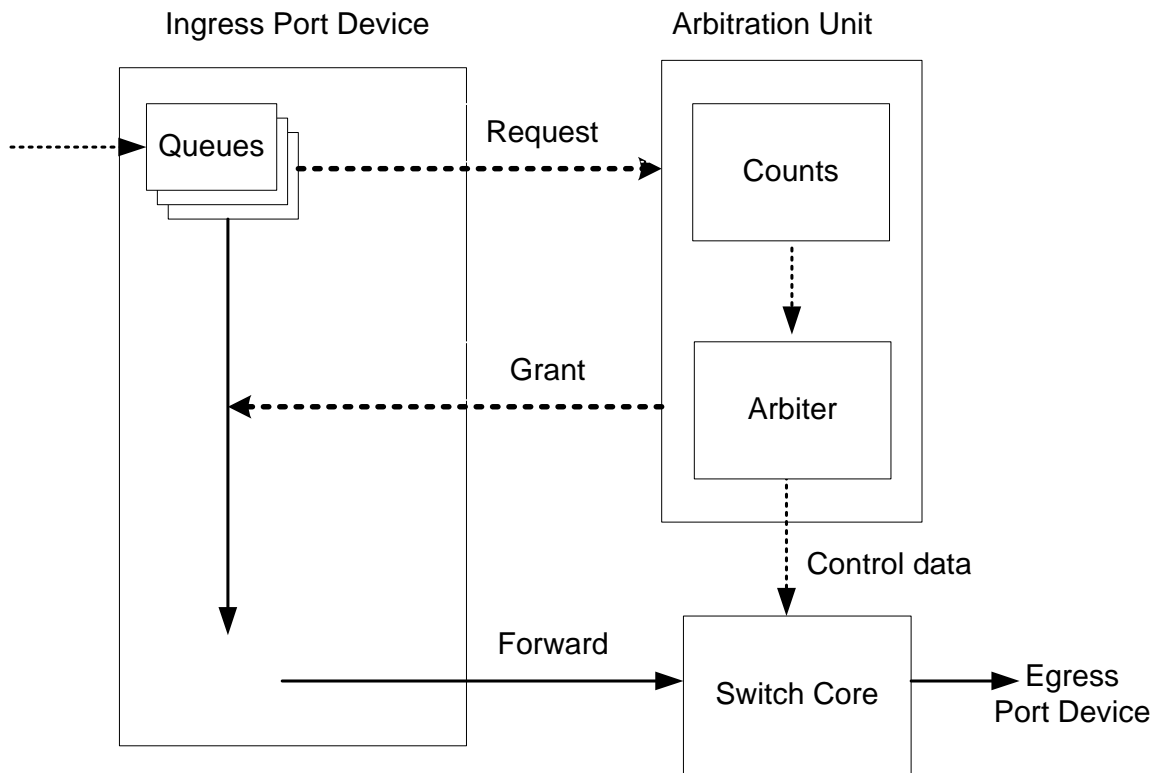 Ingress Port Device
Arbitration Unit
Queues
Request
Counts
Grant
Arbiter
Control data
Forward
Switch Core
Egress
Port Device